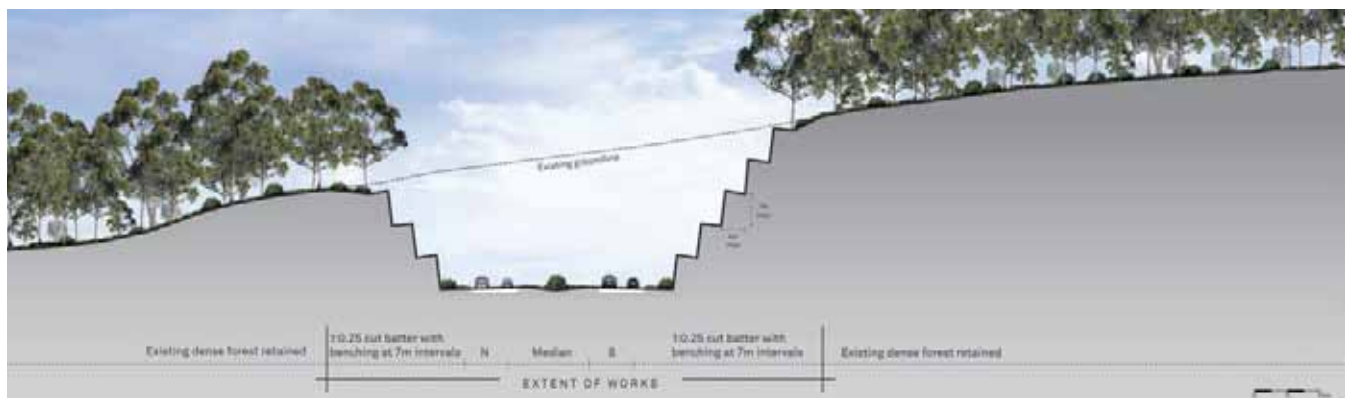 Existing groundline
Existing dense forest retained
1:0.25 cut batter with
benching at 7m intervals
N
Median
S
1:0.25 cut batter with
benching at 7m intervals
Existing dense forest retained
EXTENT OF WORKS